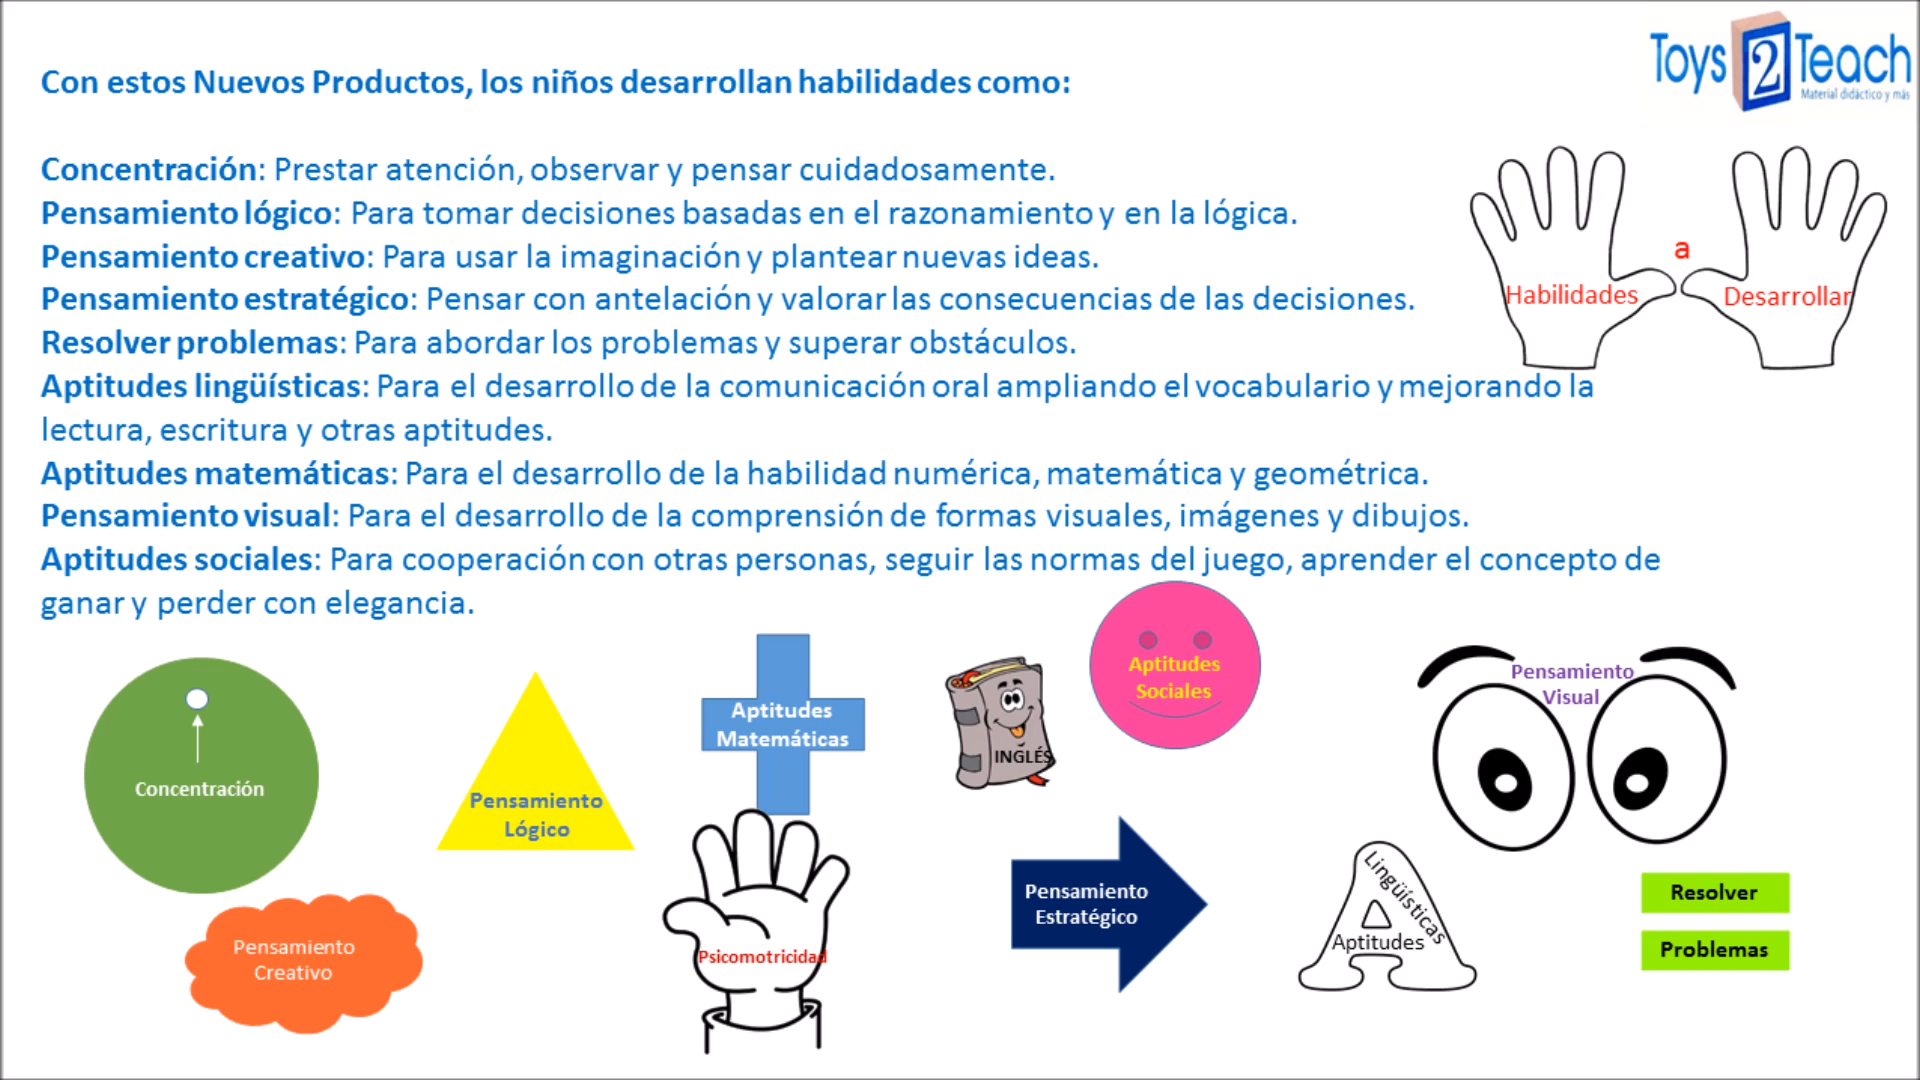 Toys 2 Teach
Material didáctico y más
Con estos Nuevos Productos, los niños desarrollan habilidades como:
Concentración: Prestar atención, observar y pensar cuidadosamente.
Pensamiento lógico: Para tomar decisiones basadas en el razonamiento y en la lógica.
Pensamiento creativo: Para usar la imaginación y plantear nuevas ideas.
Pensamiento estratégico: Pensar con antelación y valorar las consecuencias de las decisiones.
Resolver problemas: Para abordar los problemas y superar obstáculos.
Aptitudes lingüísticas: Para el desarrollo de la comunicación oral ampliando el vocabulario y mejorando la
lectura, escritura y otras aptitudes.
Aptitudes matemáticas: Para el desarrollo de la habilidad numérica, matemática y geométrica.
Pensamiento visual: Para el desarrollo de la comprensión de formas visuales, imágenes y dibujos.
Aptitudes sociales: Para cooperación con otras personas, seguir las normas del juego, aprender el concepto de
ganar y perder con elegancia.
Habilidades
a
Desarrollar
Concentración
Pensamiento
Lógico
Aptitudes
Matemáticas
INGLÉS
Aptitudes
Sociales
Pensamiento
Visual
Pensamiento
Creativo
Psicomotricidad
Pensamiento
Estratégico
Aptitudes
Lingüísticas
Resolver
Problemas